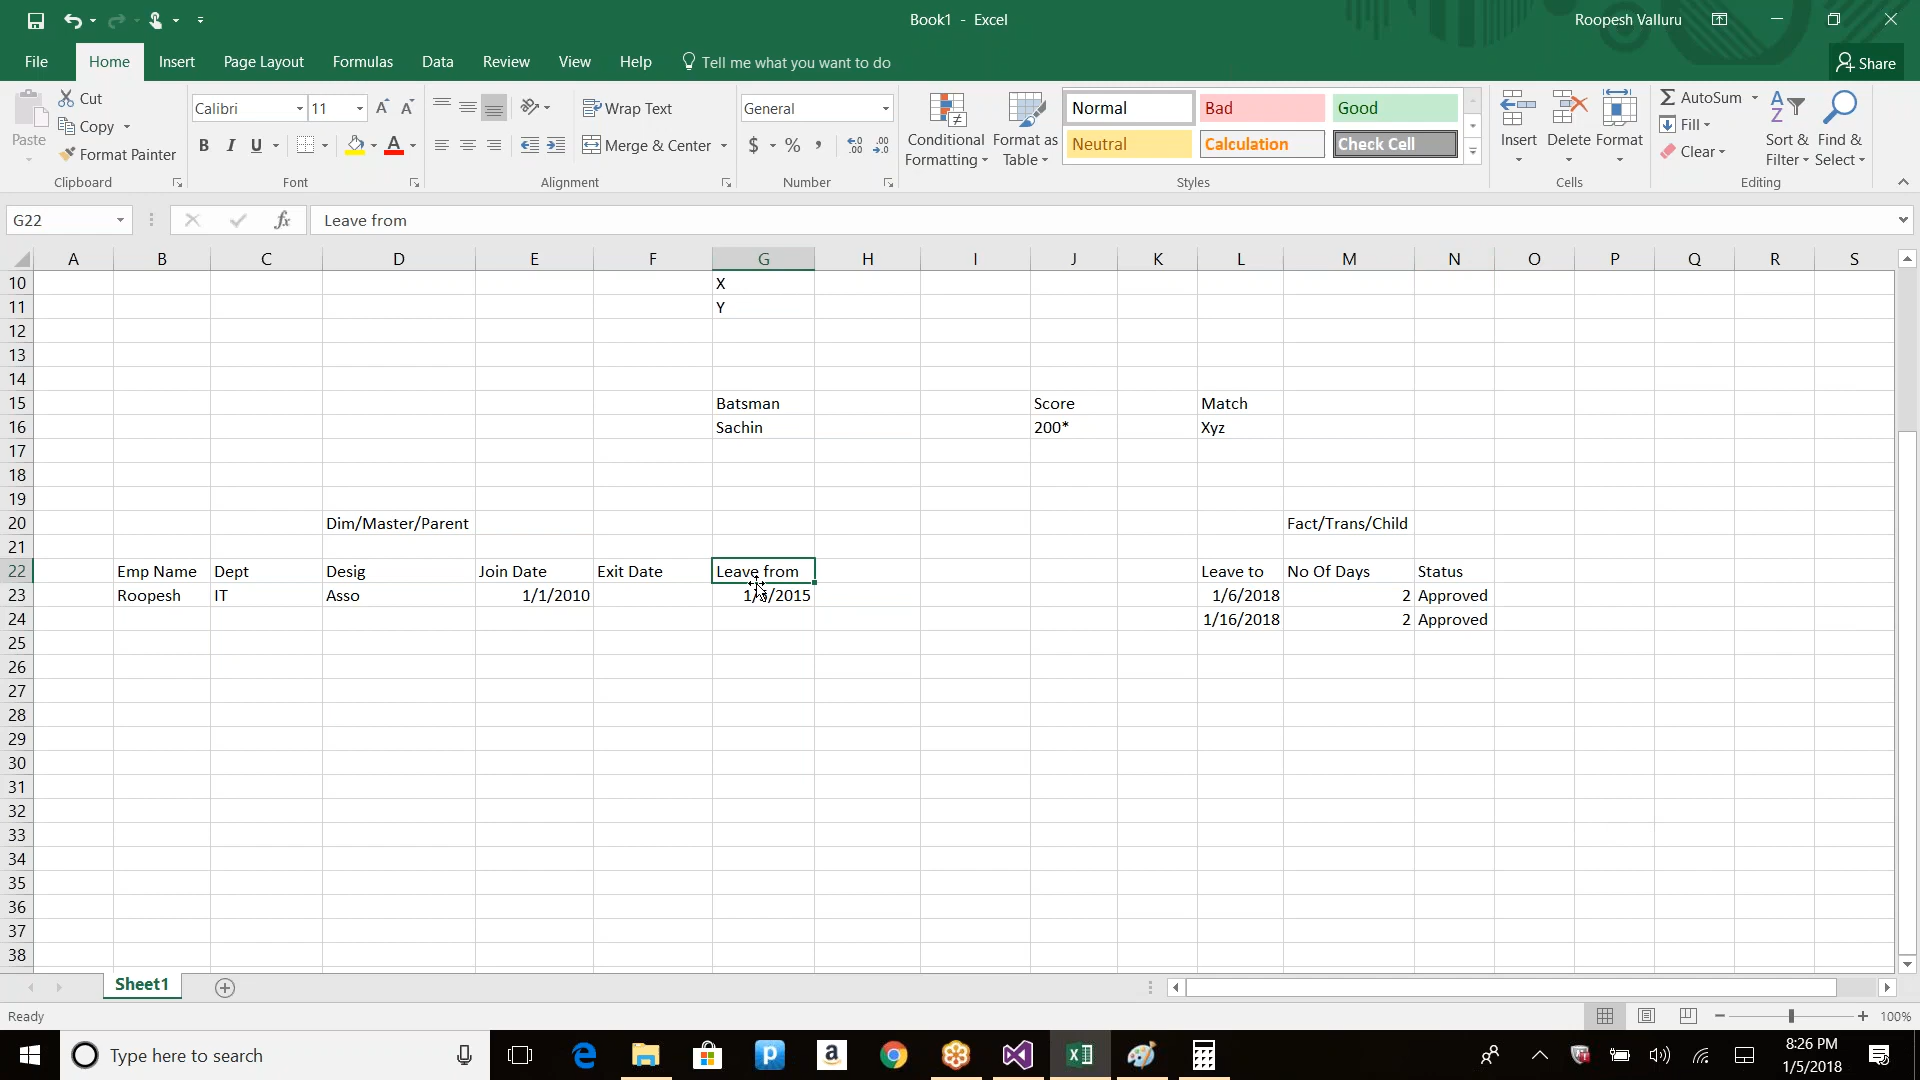 Book1 - Excel
Roopesh Valluru
File Home Insert Page Layout Formulas Data Review View Help Tell me what you want to do
Share
Paste
Cut
Copy
Format Painter
Clipboard
Calibri 11
B I U
Font
Wrap Text
Merge & Center
Alignment
General
$ % ,
Number
Conditional Formatting
Format as Table
Normal Bad Good
Neutral Calculation Check Cell
Styles
Insert Delete Format
Cells
AutoSum
Fill
Clear
Sort & Filter
Find & Select
Editing
G22 fx Leave from
A B C D E F G H I J K L M N O P Q R S
10 X
11 Y
12
13
14
15 Batsman Score Match
16 Sachin 200* Xyz
17
18
19
20 Dim/Master/Parent Fact/Trans/Child
21
22 Emp Name Dept Desig Join Date Exit Date Leave from Leave to No Of Days Status
23 Roopesh IT Asso 1/1/2010 1/6/2018 2 Approved
24 1/16/2018 2 Approved
25
26
27
28
29
30
31
32
33
34
35
36
37
38
Sheet1
Ready
100%
Type here to search
8:26 PM
1/5/2018